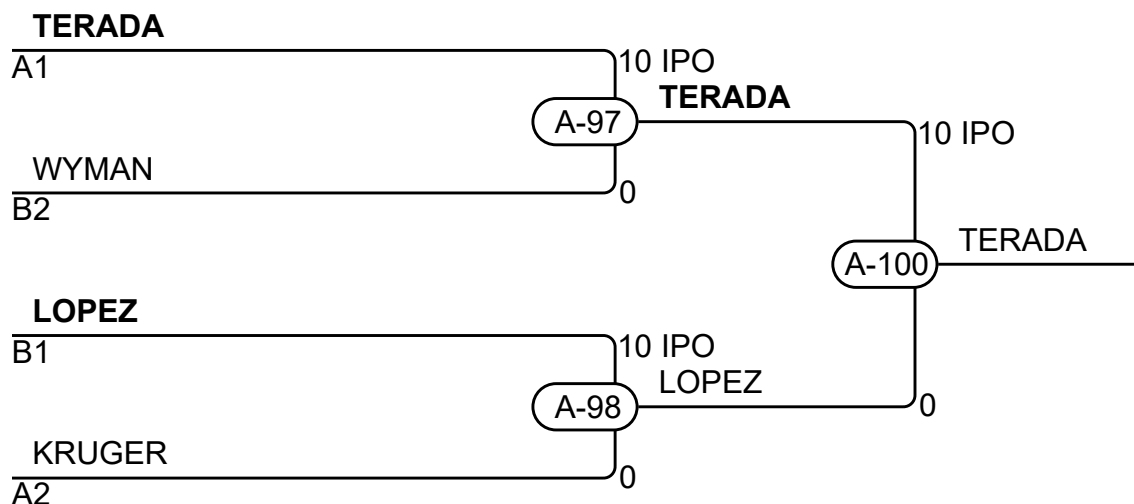 TERADA
A1
10 IPO
TERADA
A-97
10 IPO
WYMAN
B2
0
TERADA
A-100
LOPEZ
B1
10 IPO
LOPEZ
A-98
0
KRUGER
A2
0